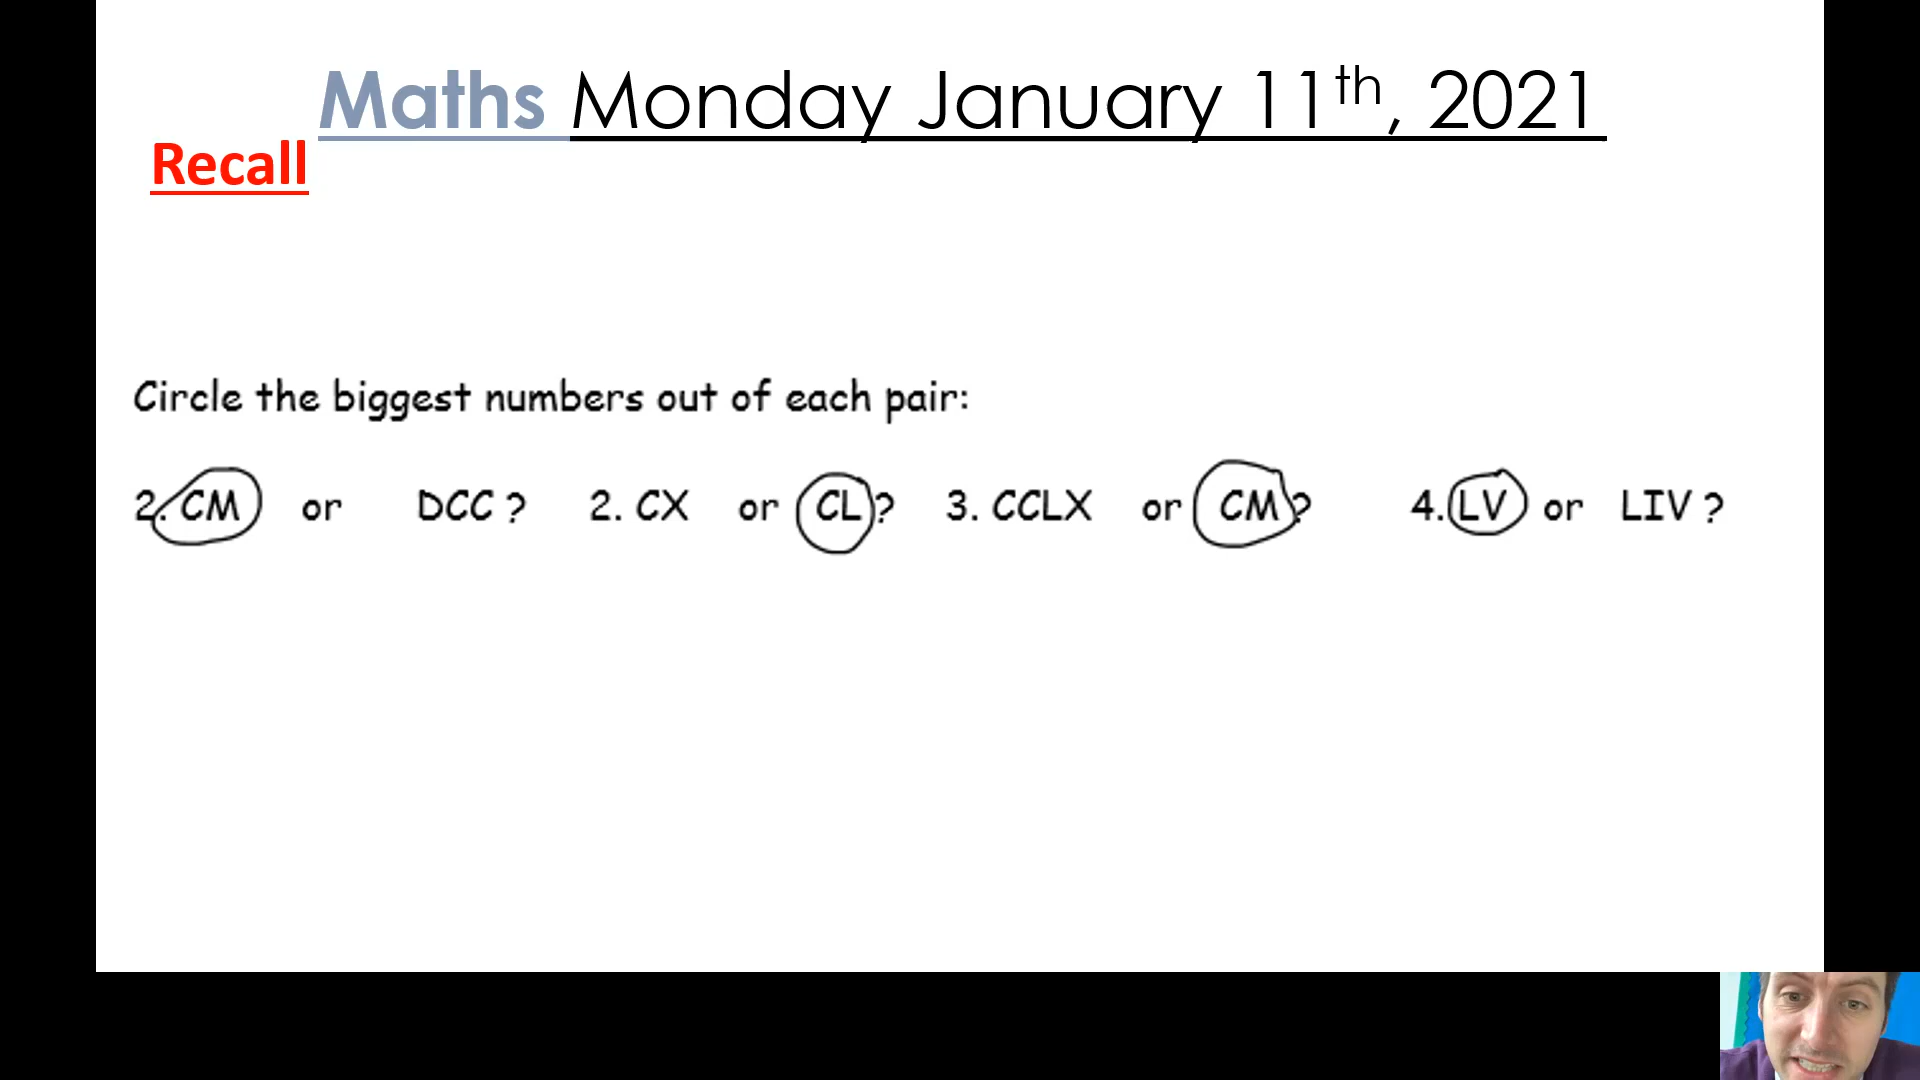 Maths Monday January 11th, 2021
Recall
Circle the biggest numbers out of each pair:
2. CM or DCC ? 2. CX or CL ? 3. CCLX or CM ? 4. LV or LIV ?